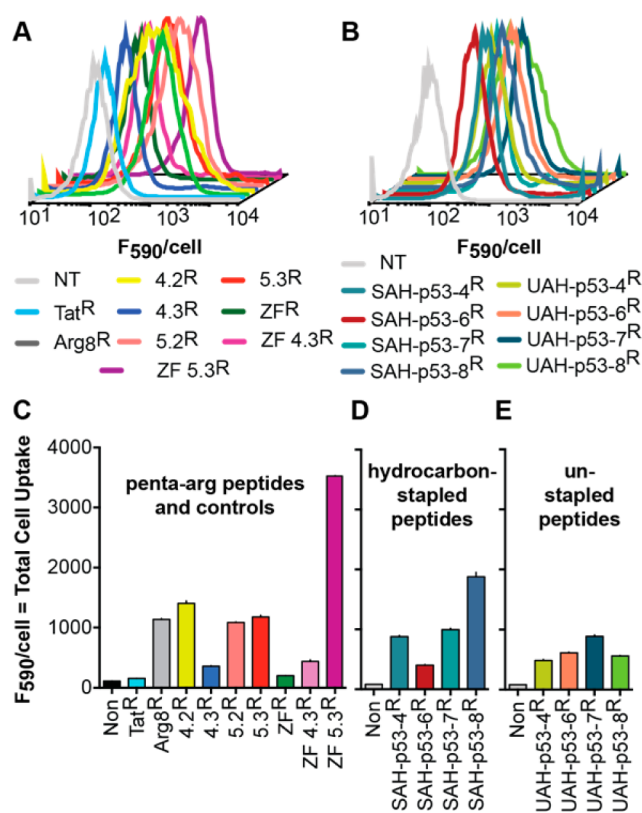 A
B
10¹ 10² 10³ 10⁴
10¹ 10² 10³ 10⁴
F590/cell
F590/cell
NT 4.2R 5.3R
TatR 4.3R ZFR
Arg8R 5.2R ZF 4.3R
ZF 5.3R
NT
SAH-p53-4R UAH-p53-4R
SAH-p53-6R UAH-p53-6R
SAH-p53-7R UAH-p53-7R
SAH-p53-8R UAH-p53-8R
C
D
E
F590/cell = Total Cell Uptake
4000
3000
2000
1000
0
penta-arg peptides
and controls
hydrocarbon-
stapled
peptides
un-
stapled
peptides
Non
TatR
Arg8R
4.2R
4.3R
5.2R
5.3R
ZFR
ZF 4.3R
ZF 5.3R
Non
SAH-p53-4R
SAH-p53-6R
SAH-p53-7R
SAH-p53-8R
Non
UAH-p53-4R
UAH-p53-6R
UAH-p53-7R
UAH-p53-8R